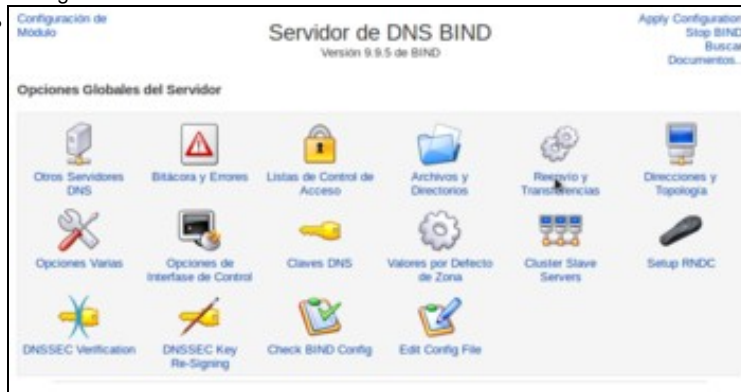 Configuración de
Módulo
Servidor de DNS BIND
Versión 9.9.5 de BIND
Apply Configuration
Stop BIND
Buscar
Documentos..
Opciones Globales del Servidor
Otros Servidores
DNS
Bitácora y Errores
Listas de Control de
Acceso
Archivos y
Directorios
Reenvío y
Transferencias
Direcciones y
Topología
Opciones Varias
Opciones de
Interfase de Control
Claves DNS
Valores por Defecto
de Zona
Cluster Slave
Servers
Setup RNDC
DNSSEC Verification
DNSSEC Key
Re-Signing
Check BIND Config
Edit Config File